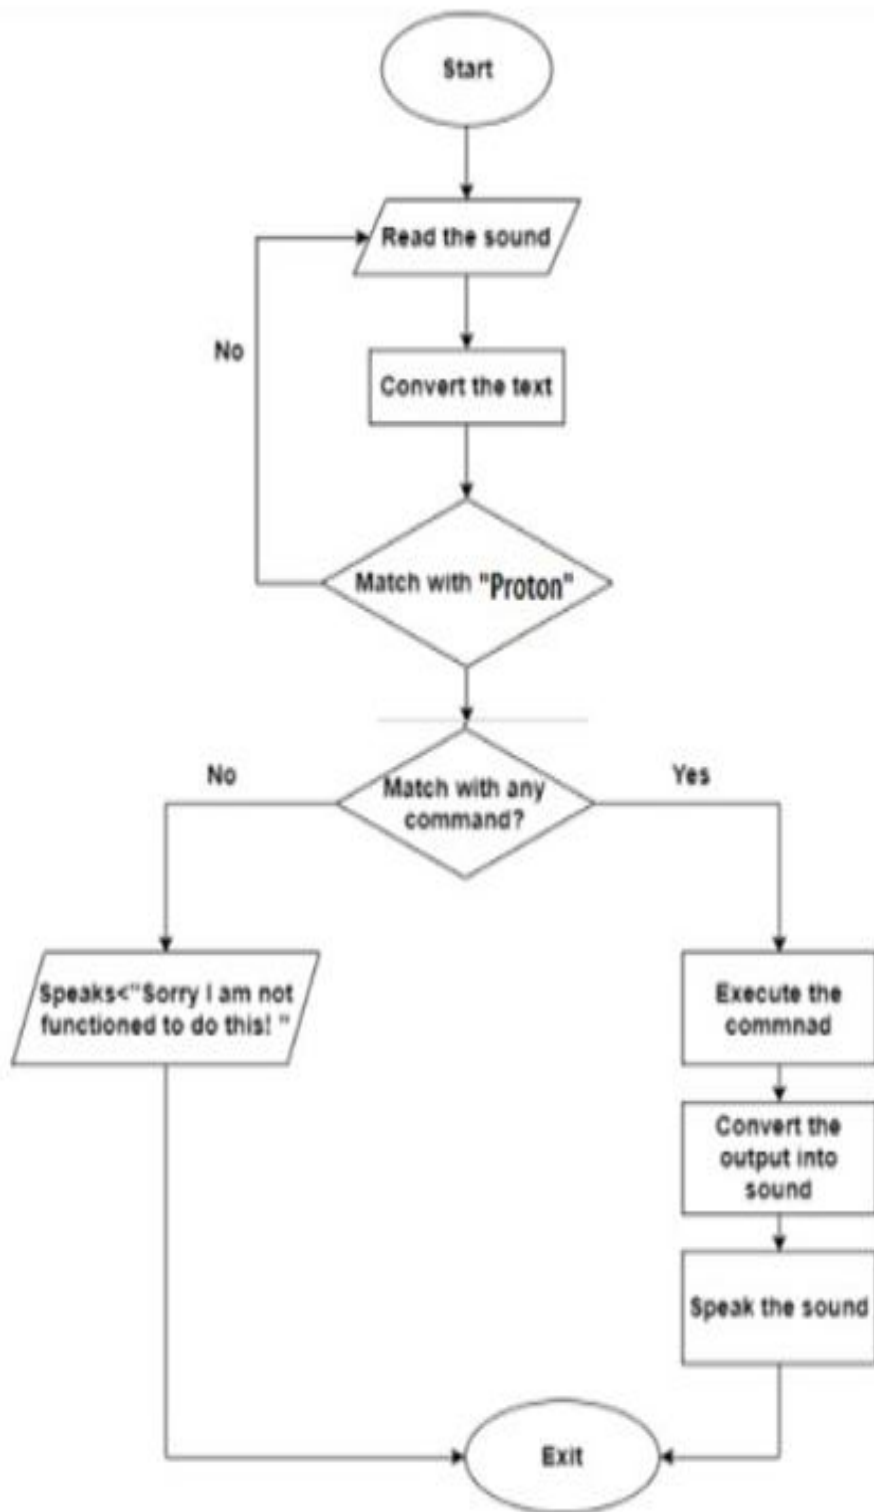 Start
Read the sound
No
Convert the text
Match with "Proton"
No
Match with any
command?
Yes
Speaks<"Sorry I am not
functioned to do this! "
Execute the
commnad
Convert the
output into
sound
Speak the sound
Exit